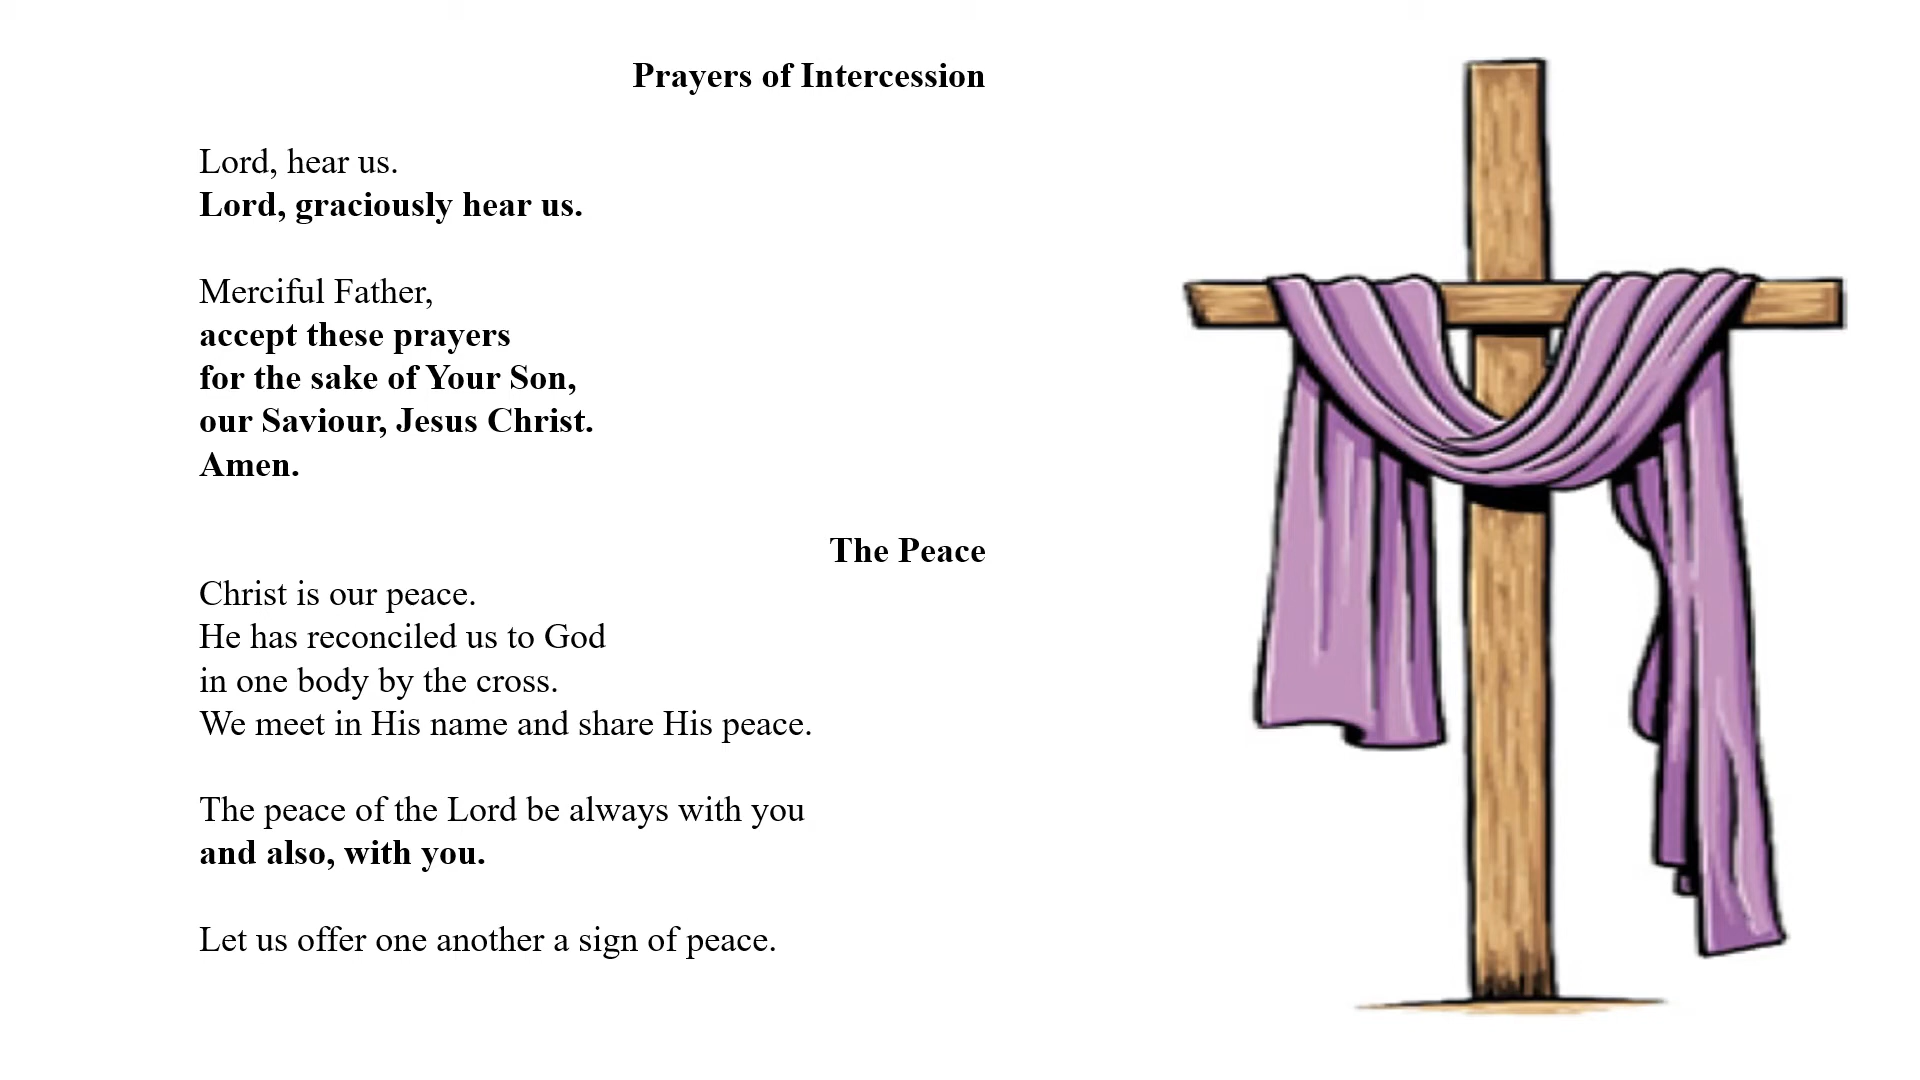 Prayers of Intercession
Lord, hear us.
Lord, graciously hear us.
Merciful Father,
accept these prayers
for the sake of Your Son,
our Saviour, Jesus Christ.
Amen.
The Peace
Christ is our peace.
He has reconciled us to God
in one body by the cross.
We meet in His name and share His peace.
The peace of the Lord be always with you
and also, with you.
Let us offer one another a sign of peace.